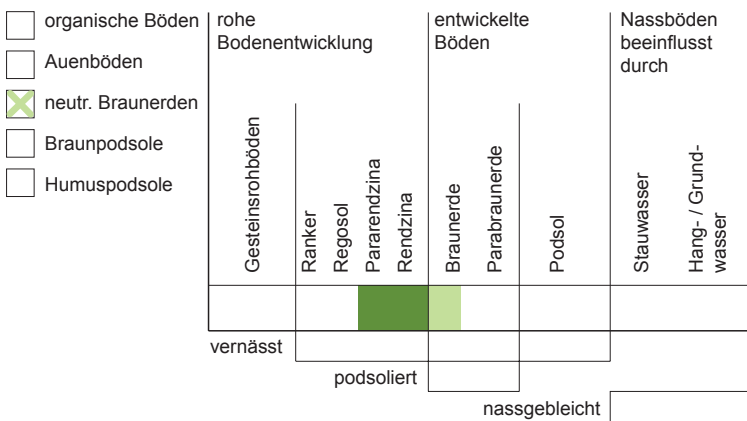 organische Böden
Auenböden
neutr. Braunerden
Braunpodsole
Humuspodsole
rohe
Bodenentwicklung
entwickelte
Böden
Nassböden
beeinflusst
durch
Gesteinsrohböden
Ranker
Regosol
Pararendzina
Rendzina
Braunerde
Parabraunerde
Podsol
Stauwasser
Hang- / Grund-
wasser
vernässt
podsoliert
nassgebleicht